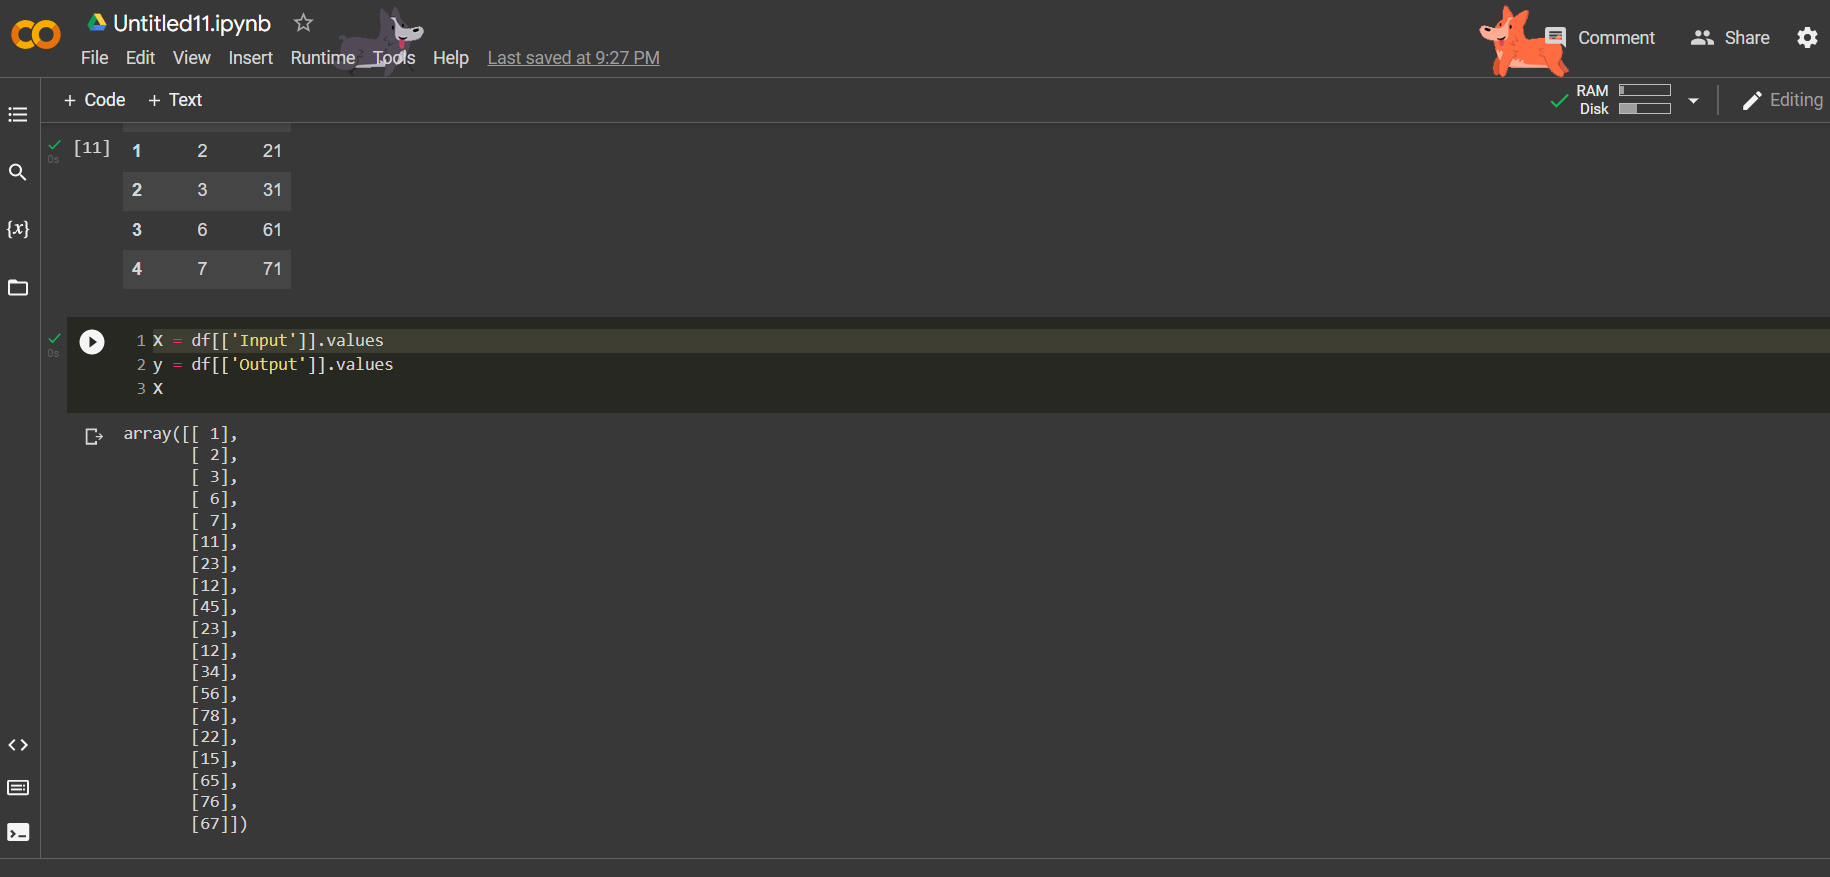 Untitled11.ipynb
File Edit View Insert Runtime Tools Help Last saved at 9:27 PM
Comment Share
+ Code + Text
RAM
Disk
Editing
[11] 1 2 21
0s
2 3 31
3 6 61
4 7 71
{x}
0s
1 X = df[['Input']].values
2 y = df[['Output']].values
3 X
array([[ 1],
[ 2],
[ 3],
[ 6],
[ 7],
[11],
[23],
[12],
[45],
[23],
[12],
[34],
[56],
[78],
[22],
[15],
[65],
[76],
[67]])